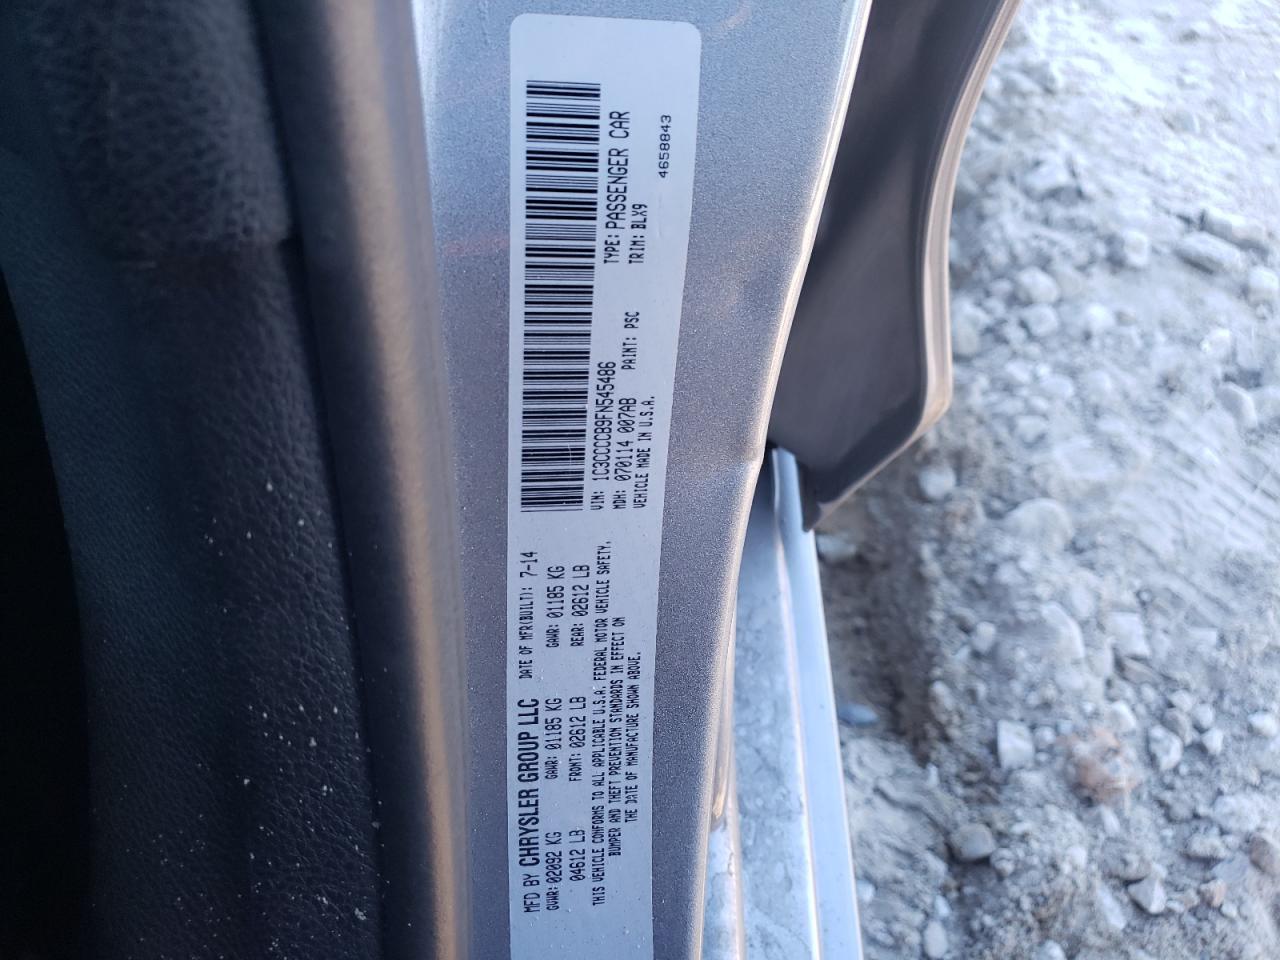 MFD BY CHRYSLER GROUP LLC DATE OF MFR(BUILT): 7-14
GVWR: 02092 KG GAWR: 01185 KG GAWR: 01185 KG
04612 LB FRONT: 02612 LB REAR: 02612 LB
THIS VEHICLE CONFORMS TO ALL APPLICABLE U.S.A. FEDERAL MOTOR VEHICLE SAFETY,
BUMPER AND THEFT PREVENTION STANDARDS IN EFFECT ON
THE DATE OF MANUFACTURE SHOWN ABOVE.
VIN: 1C3CCCCB9FN545486 TYPE: PASSENGER CAR
MDH: 070114 007AB PAINT: PSC TRIM: BLX9
VEHICLE MADE IN U.S.A.
4658843